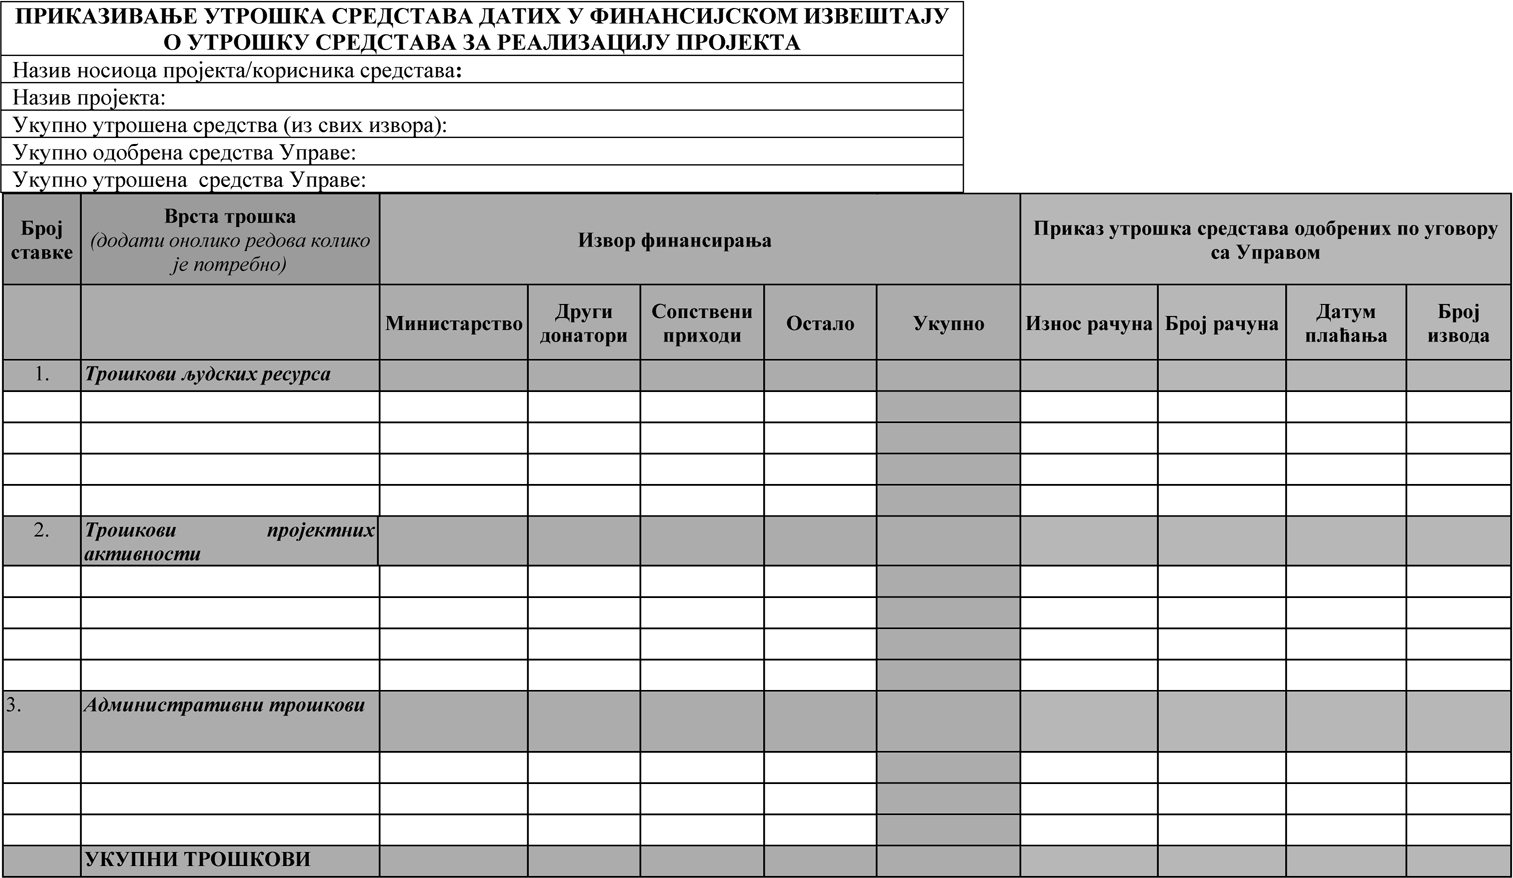 ПРИКАЗИВАЊЕ УТРОШКА СРЕДСТАВА ДАТИХ У ФИНАНСИЈСКОМ ИЗВЕШТАЈУ
О УТРОШКУ СРЕДСТАВА ЗА РЕАЛИЗАЦИЈУ ПРОЈЕКТА
Назив носиоца пројекта/корисника средстава:
Назив пројекта:
Укупно утрошена средства (из свих извора):
Укупно одобрена средства Управе:
Укупно утрошена средства Управе:
Број
ставке
Врста трошка
(додати онолико редова колико
је потребно)
Извор финансирања
Приказ утрошка средстава одобрених по уговору
са Управом
Министарство
Други
донатори
Сопствени
приходи
Остало
Укупно
Износ рачуна
Број рачуна
Датум
плаћања
Број
извода
1.
Трошкови људских ресурса
2.
Трошкови пројектних
активности
3.
Административни трошкови
УКУПНИ ТРОШКОВИ